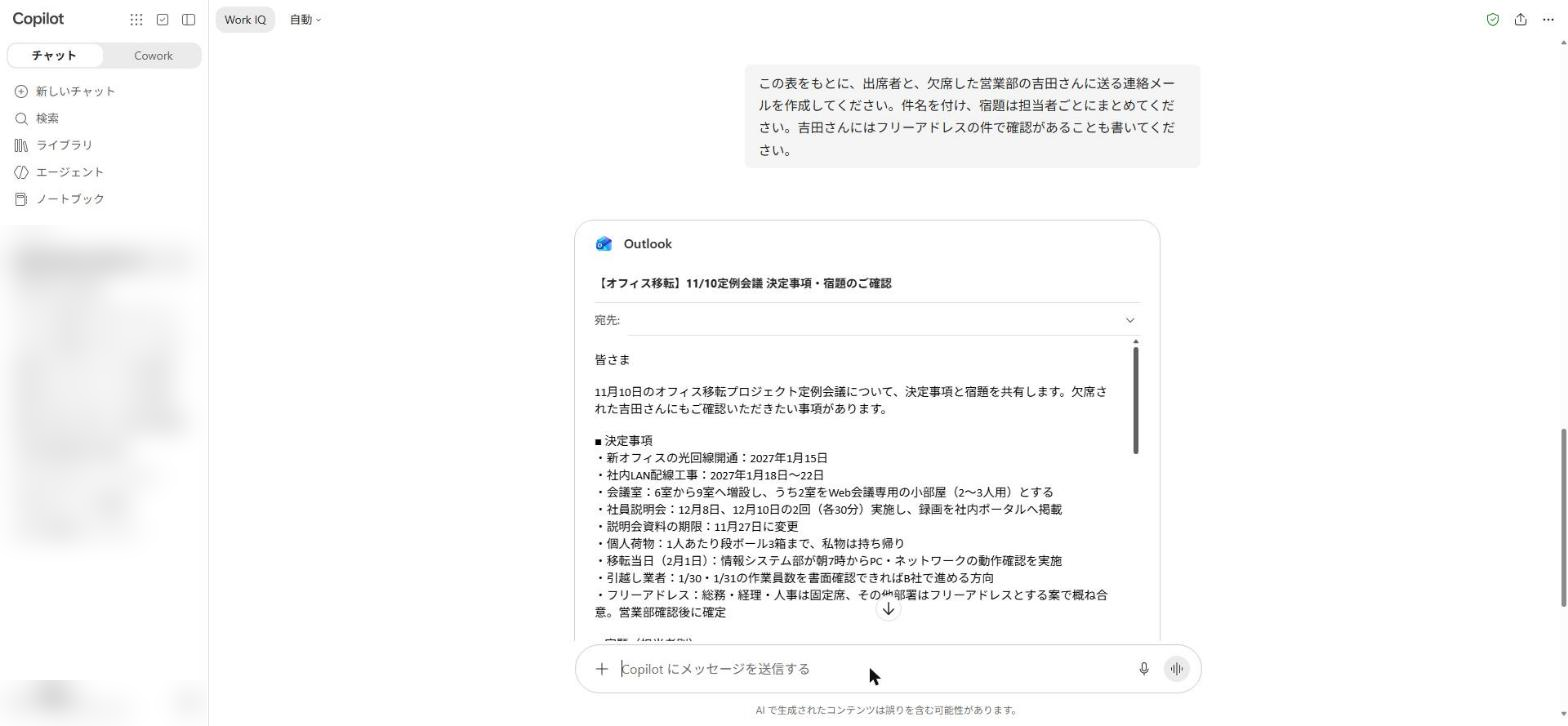 Copilot
チャット
Cowork
新しいチャット
検索
ライブラリ
エージェント
ノートブック
Work IQ
自動
この表をもとに、出席者と、欠席した営業部の吉田さんに送る連絡メー
ルを作成してください。件名を付け、宿題は担当者ごとにまとめてくだ
さい。吉田さんにはフリーアドレスの件で確認があることも書いてくだ
さい。
Outlook
【オフィス移転】11/10定例会議 決定事項・宿題のご確認
宛先:
皆さま
11月10日のオフィス移転プロジェクト定例会議について、決定事項と宿題を共有します。欠席さ
れた吉田さんにもご確認いただきたい事項があります。
■ 決定事項
・新オフィスの光回線開通：2027年1月15日
・社内LAN配線工事：2027年1月18日～22日
・会議室：6室から9室へ増設し、うち2室をWeb会議専用の小部屋（2～3人用）とする
・社員説明会：12月8日、12月10日の2回（各30分）実施し、録画を社内ポータルへ掲載
・説明会資料の期限：11月27日に変更
・個人荷物：1人あたり段ボール3箱まで、私物は持ち帰り
・移転当日（2月1日）：情報システム部が朝7時からPC・ネットワークの動作確認を実施
・引越し業者：1/30・1/31の作業員数を書面確認できればB社で進める方向
・フリーアドレス：総務・経理・人事は固定席、その他部署はフリーアドレスとする案で概ね合
意。営業部確認後に確定
Copilot にメッセージを送信する
AI で生成されたコンテンツは誤りを含む可能性があります。